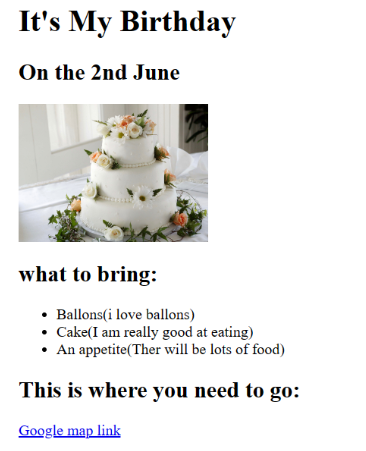 It's My Birthday
On the 2nd June
what to bring:
Ballons(i love ballons)
Cake(I am really good at eating)
An appetite(Ther will be lots of food)
This is where you need to go:
Google map link